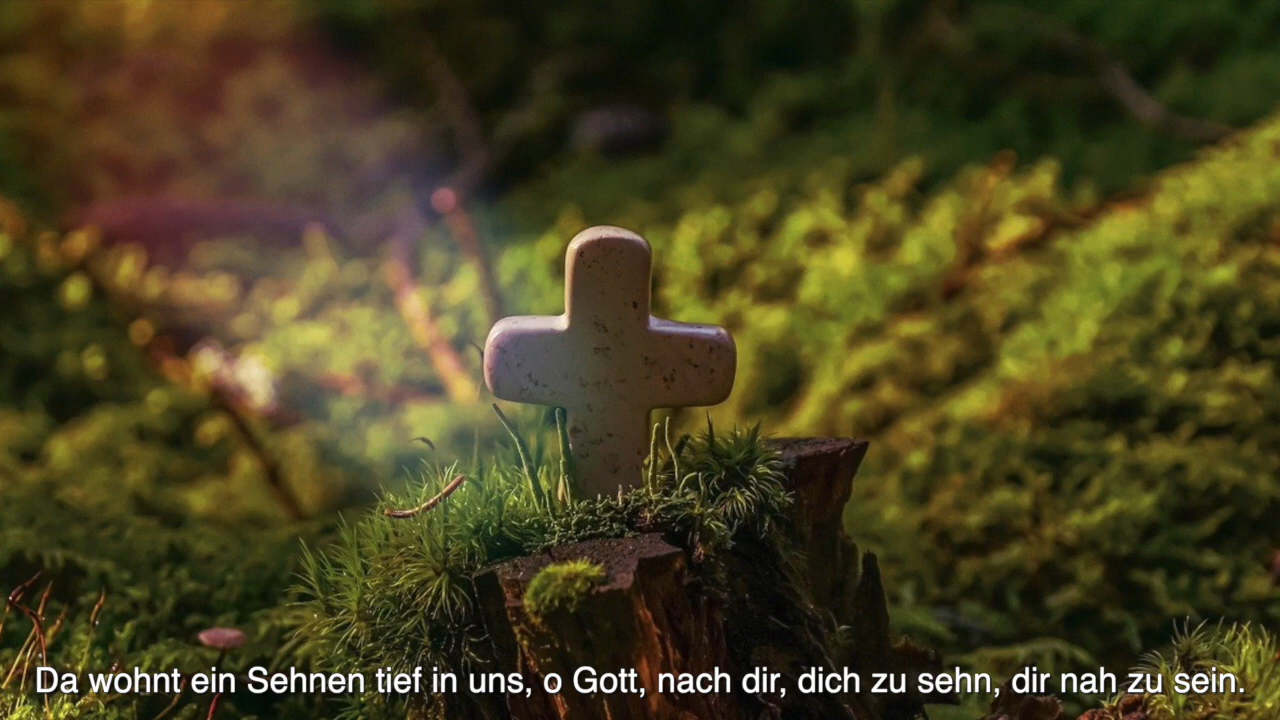 Da wohnt ein Sehnen tief in uns, o Gott, nach dir, dich zu sehn, dir nah zu sein.